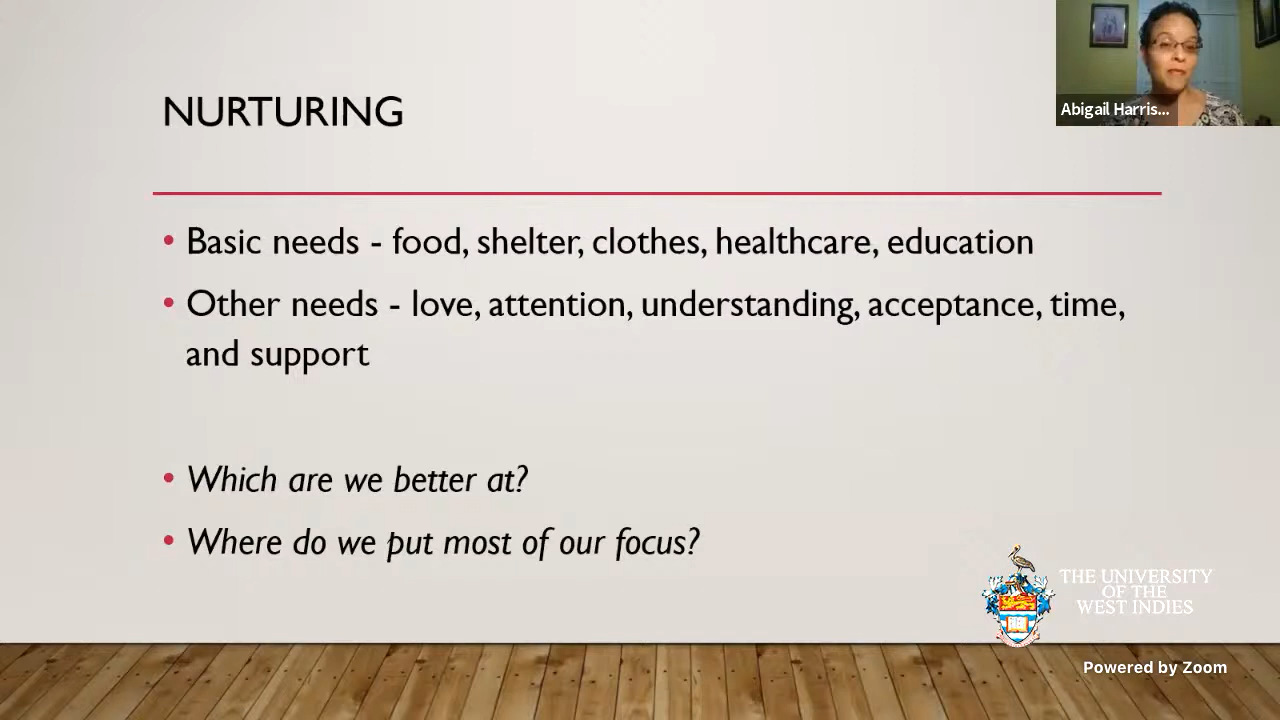 Abigail Harris...
NURTURING
• Basic needs - food, shelter, clothes, healthcare, education
• Other needs - love, attention, understanding, acceptance, time,
and support
• Which are we better at?
• Where do we put most of our focus?
THE UNIVERSITY
OF THE
WEST INDIES
Powered by Zoom